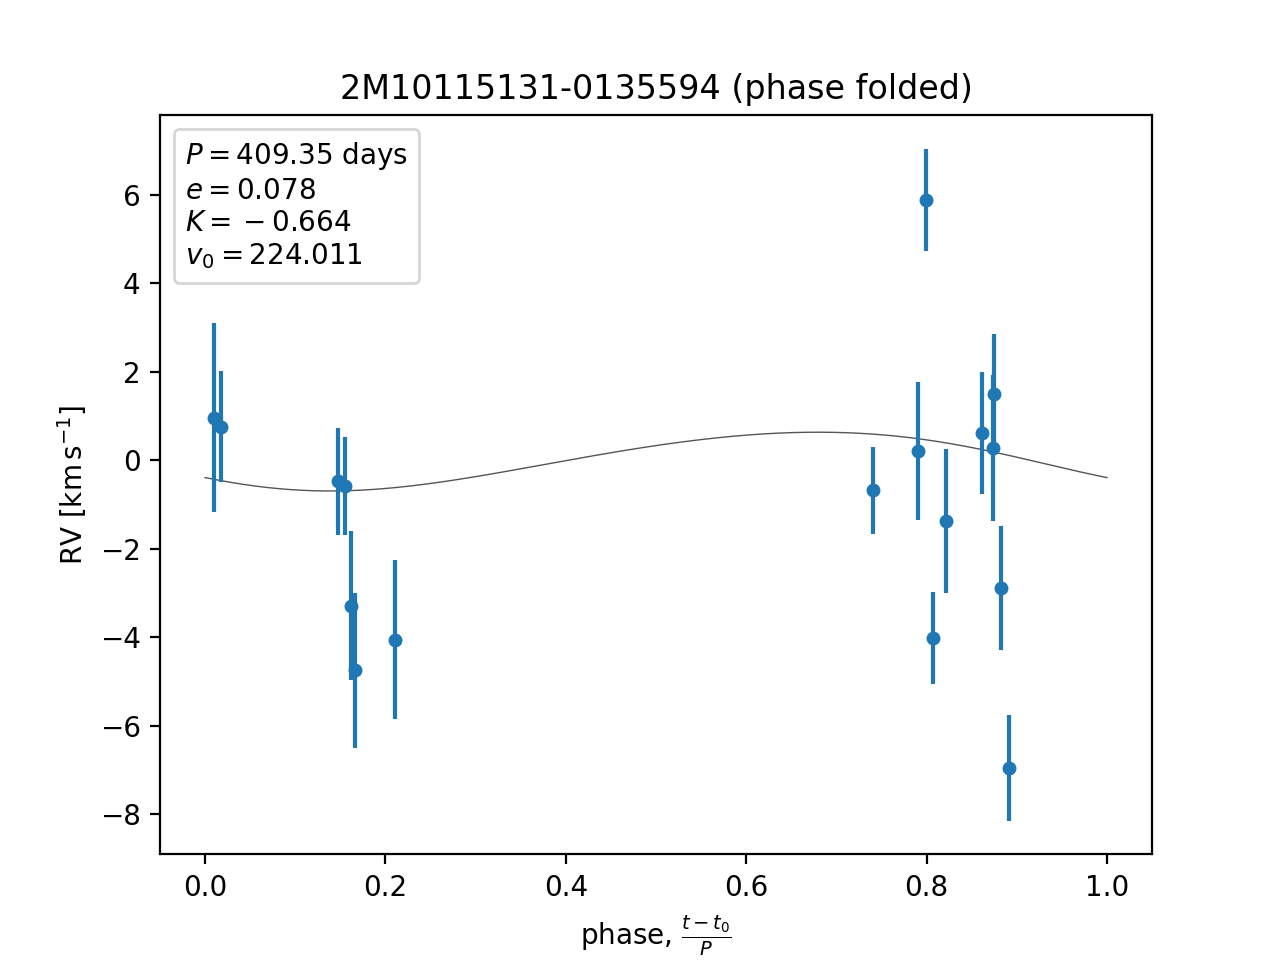 2M10115131-0135594 (phase folded)
P = 409.35 days
e = 0.078
K = −0.664
v₀ = 224.011
6
4
2
0
−2
−4
−6
−8
RV [km s⁻¹]
0.0 0.2 0.4 0.6 0.8 1.0
phase, (t − t₀)/P